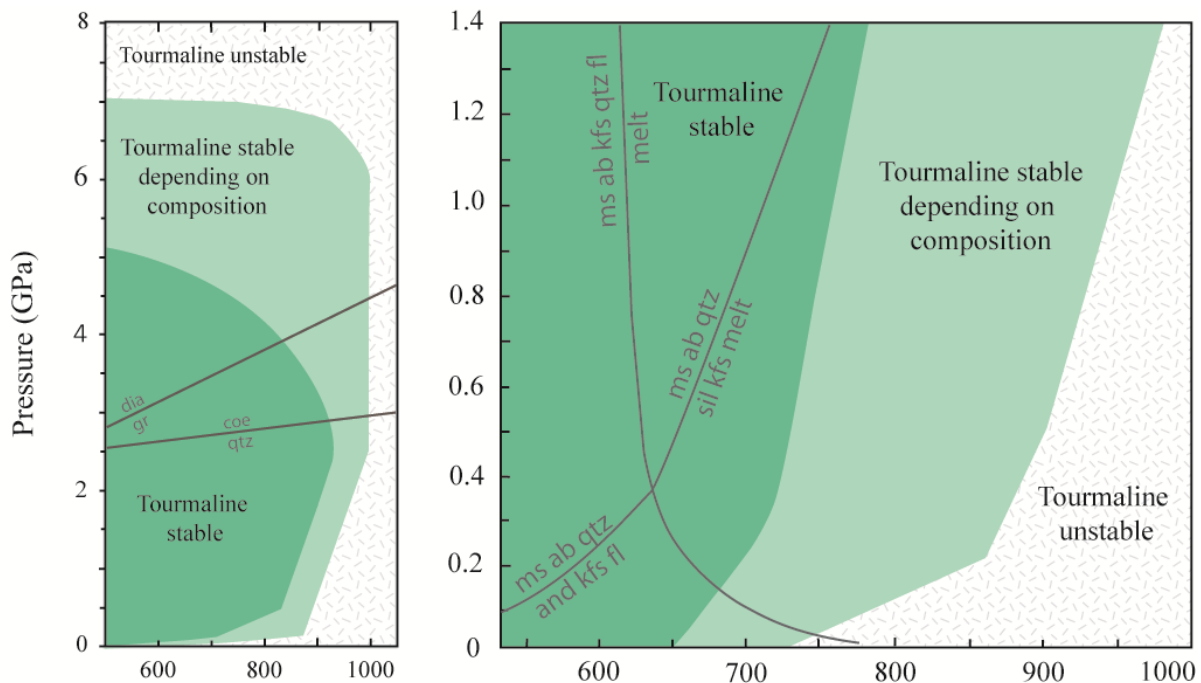 Pressure (GPa)
8
6
4
2
0
Tourmaline unstable
Tourmaline stable
depending on
composition
dia
gr
coe
qtz
Tourmaline
stable
600
800
1000
1.4
1.2
1.0
0.8
0.6
0.4
0.2
0
ms ab kfs qtz fl
melt
Tourmaline
stable
Tourmaline stable
depending on
composition
ms ab qtz
sil kfs melt
ms ab qtz
and kfs fl
Tourmaline
unstable
600
700
800
900
1000